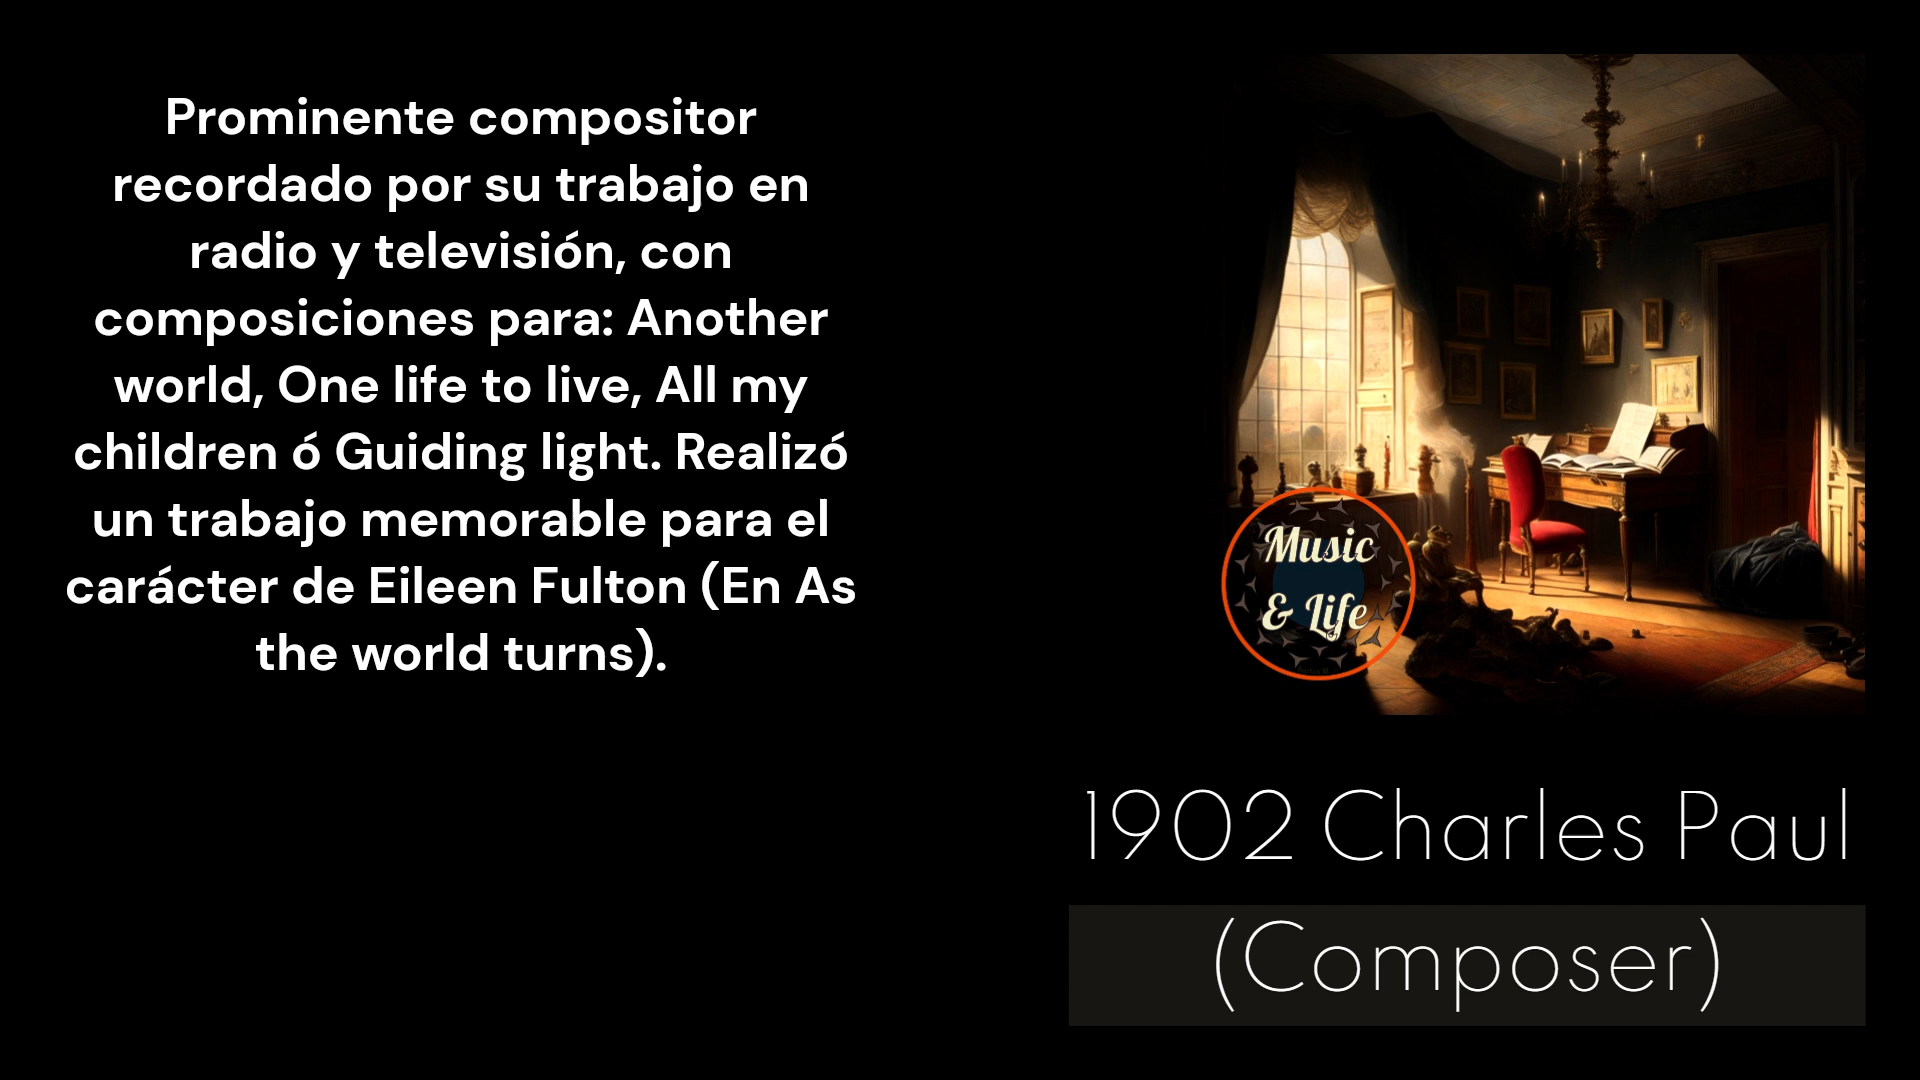 Prominente compositor
recordado por su trabajo en
radio y televisión, con
composiciones para: Another
world, One life to live, All my
children ó Guiding light. Realizó
un trabajo memorable para el
carácter de Eileen Fulton (En As
the world turns).
Music
& Life
1902 Charles Paul
(Composer)